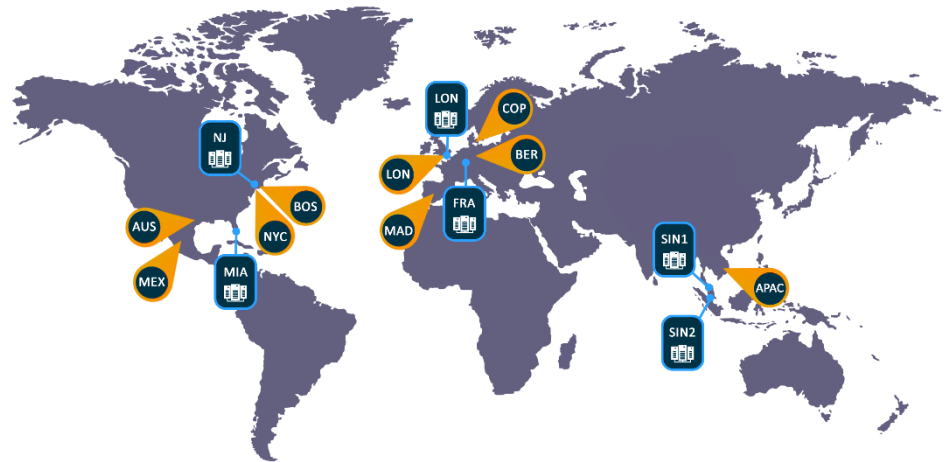 LON
COP
NJ
BER
LON
FRA
BOS
AUS
NYC
MAD
SIN1
MIA
MEX
APAC
SIN2